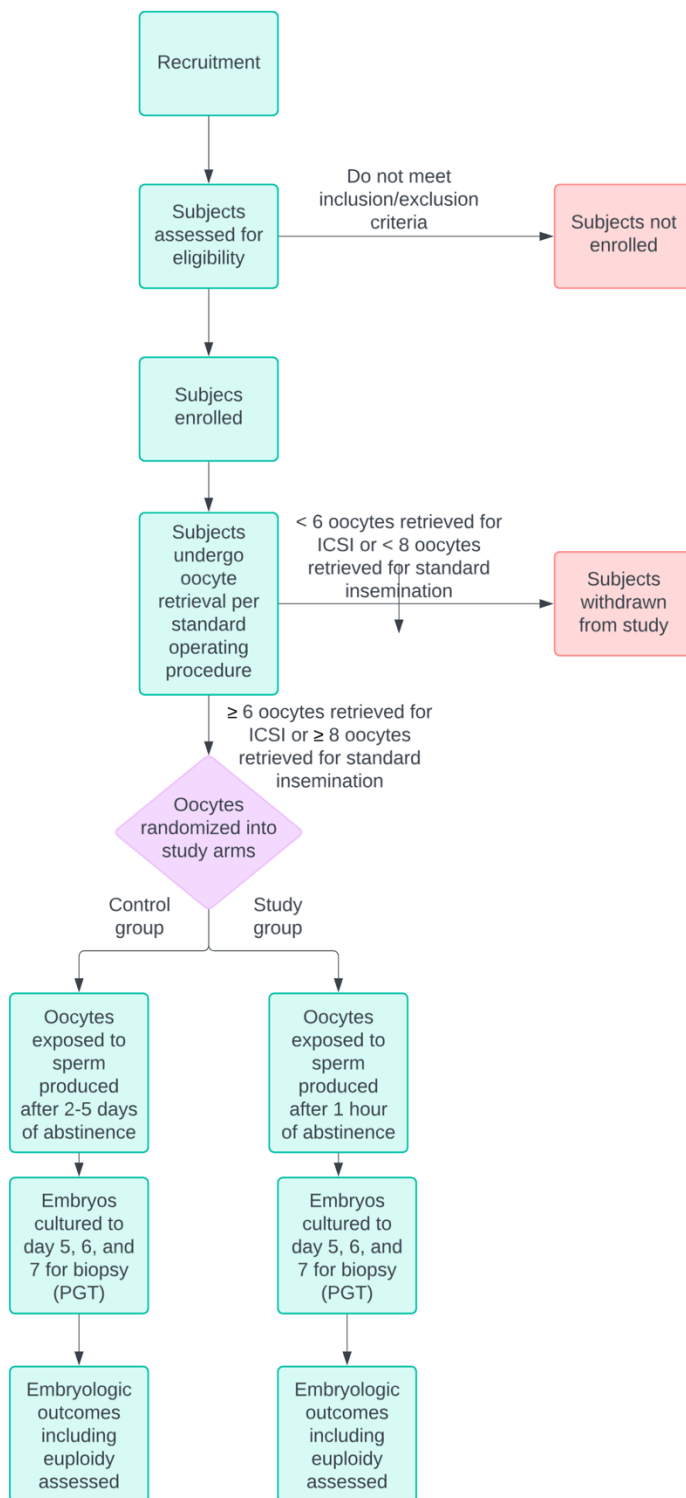 Recruitment
Subjects
assessed for
eligibility
Do not meet
inclusion/exclusion
criteria
Subjects not
enrolled
Subjecs
enrolled
Subjects
undergo
oocyte
retrieval per
standard
operating
procedure
< 6 oocytes retrieved for
ICSI or < 8 oocytes
retrieved for standard
insemination
Subjects
withdrawn
from study
≥ 6 oocytes retrieved for
ICSI or ≥ 8 oocytes
retrieved for standard
insemination
Oocytes
randomized into
study arms
Control
group
Study
group
Oocytes
exposed to
sperm
produced
after 2-5 days
of abstinence
Oocytes
exposed to
sperm
produced
after 1 hour
of abstinence
Embryos
cultured to
day 5, 6, and
7 for biopsy
(PGT)
Embryos
cultured to
day 5, 6, and
7 for biopsy
(PGT)
Embryologic
outcomes
including
euploidy
assessed
Embryologic
outcomes
including
euploidy
assessed